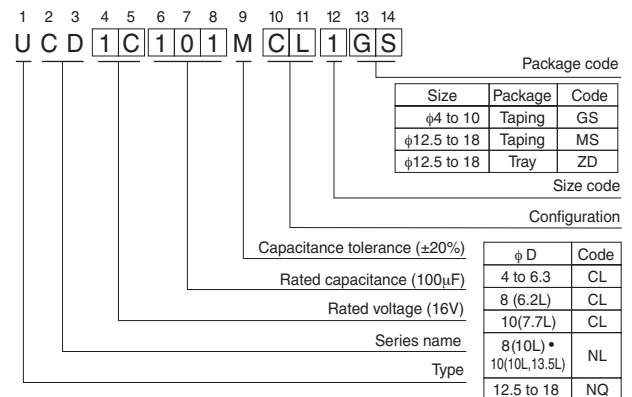 1 2 3 4 5 6 7 8 9 10 11 12 13 14
U C D 1 C 1 0 1 M C L 1 G S
Package code
Size Package Code
ϕ4 to 10 Taping GS
ϕ12.5 to 18 Taping MS
ϕ12.5 to 18 Tray ZD
Size code
Configuration
Capacitance tolerance (±20%)
Rated capacitance (100µF)
Rated voltage (16V)
Series name
Type
ϕ D Code
4 to 6.3 CL
8 (6.2L) CL
10(7.7L) CL
8(10L) •
10(10L,13.5L) NL
12.5 to 18 NQ